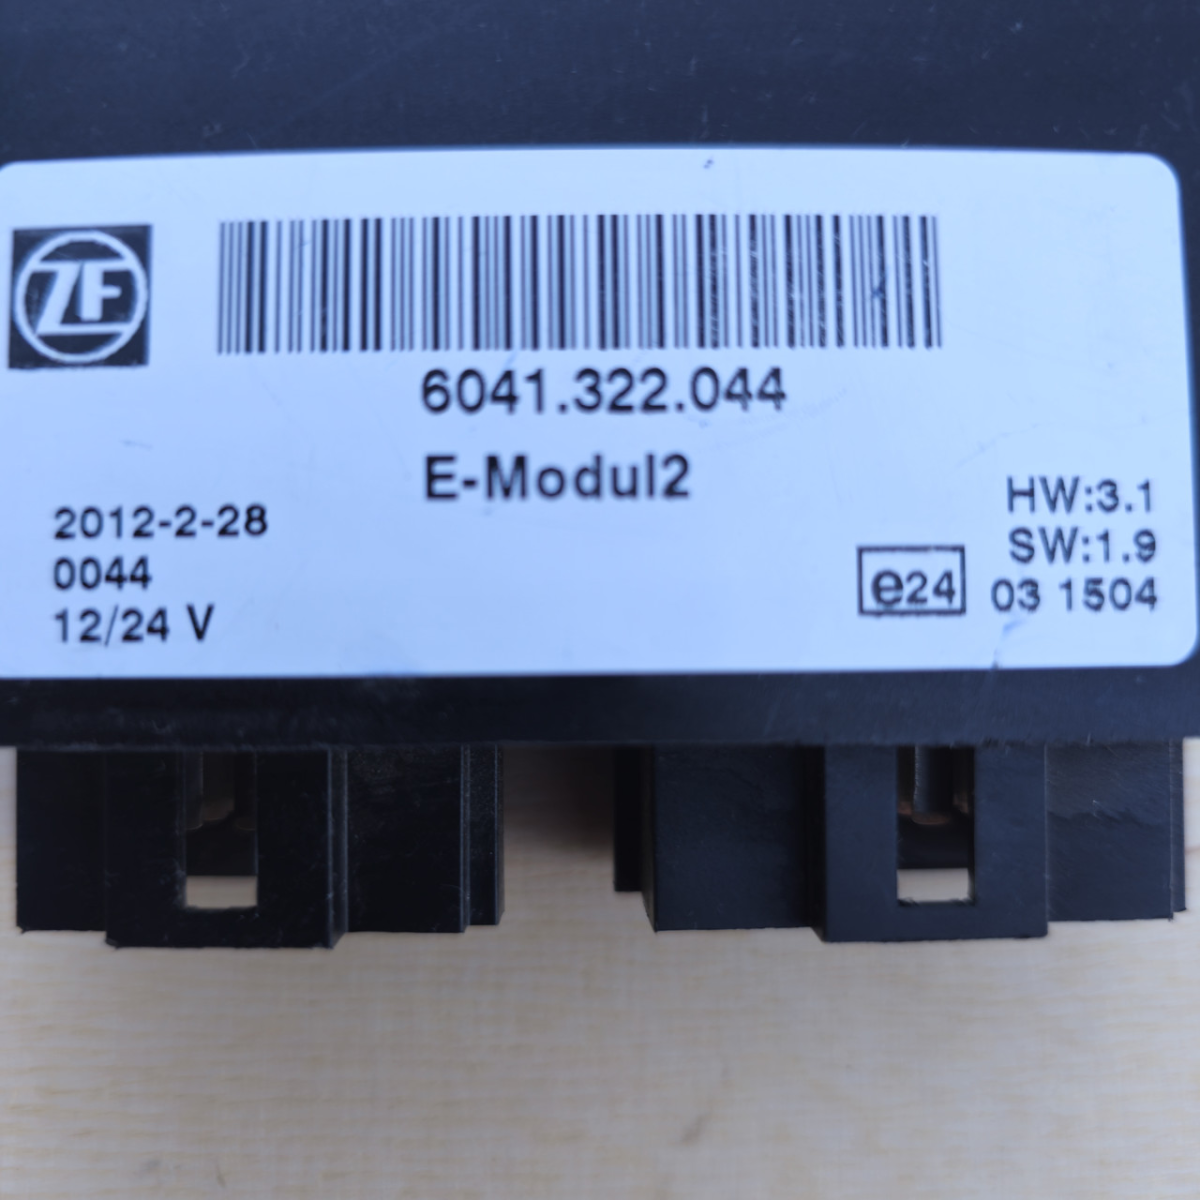 ZF
6041.322.044
E-Modul2
2012-2-28
0044
12/24 V
HW:3.1
SW:1.9
e24 03 1504